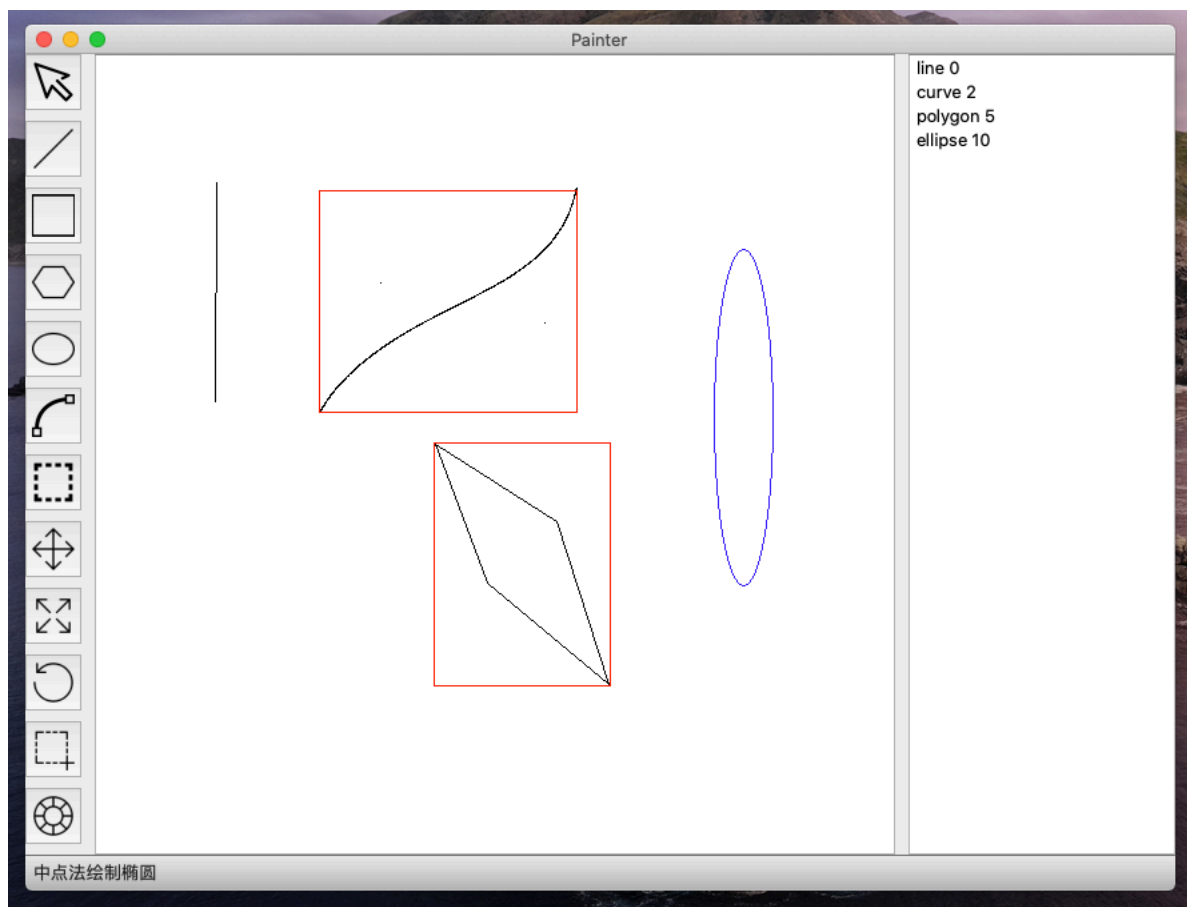 Painter
line 0
curve 2
polygon 5
ellipse 10
中点法绘制椭圆